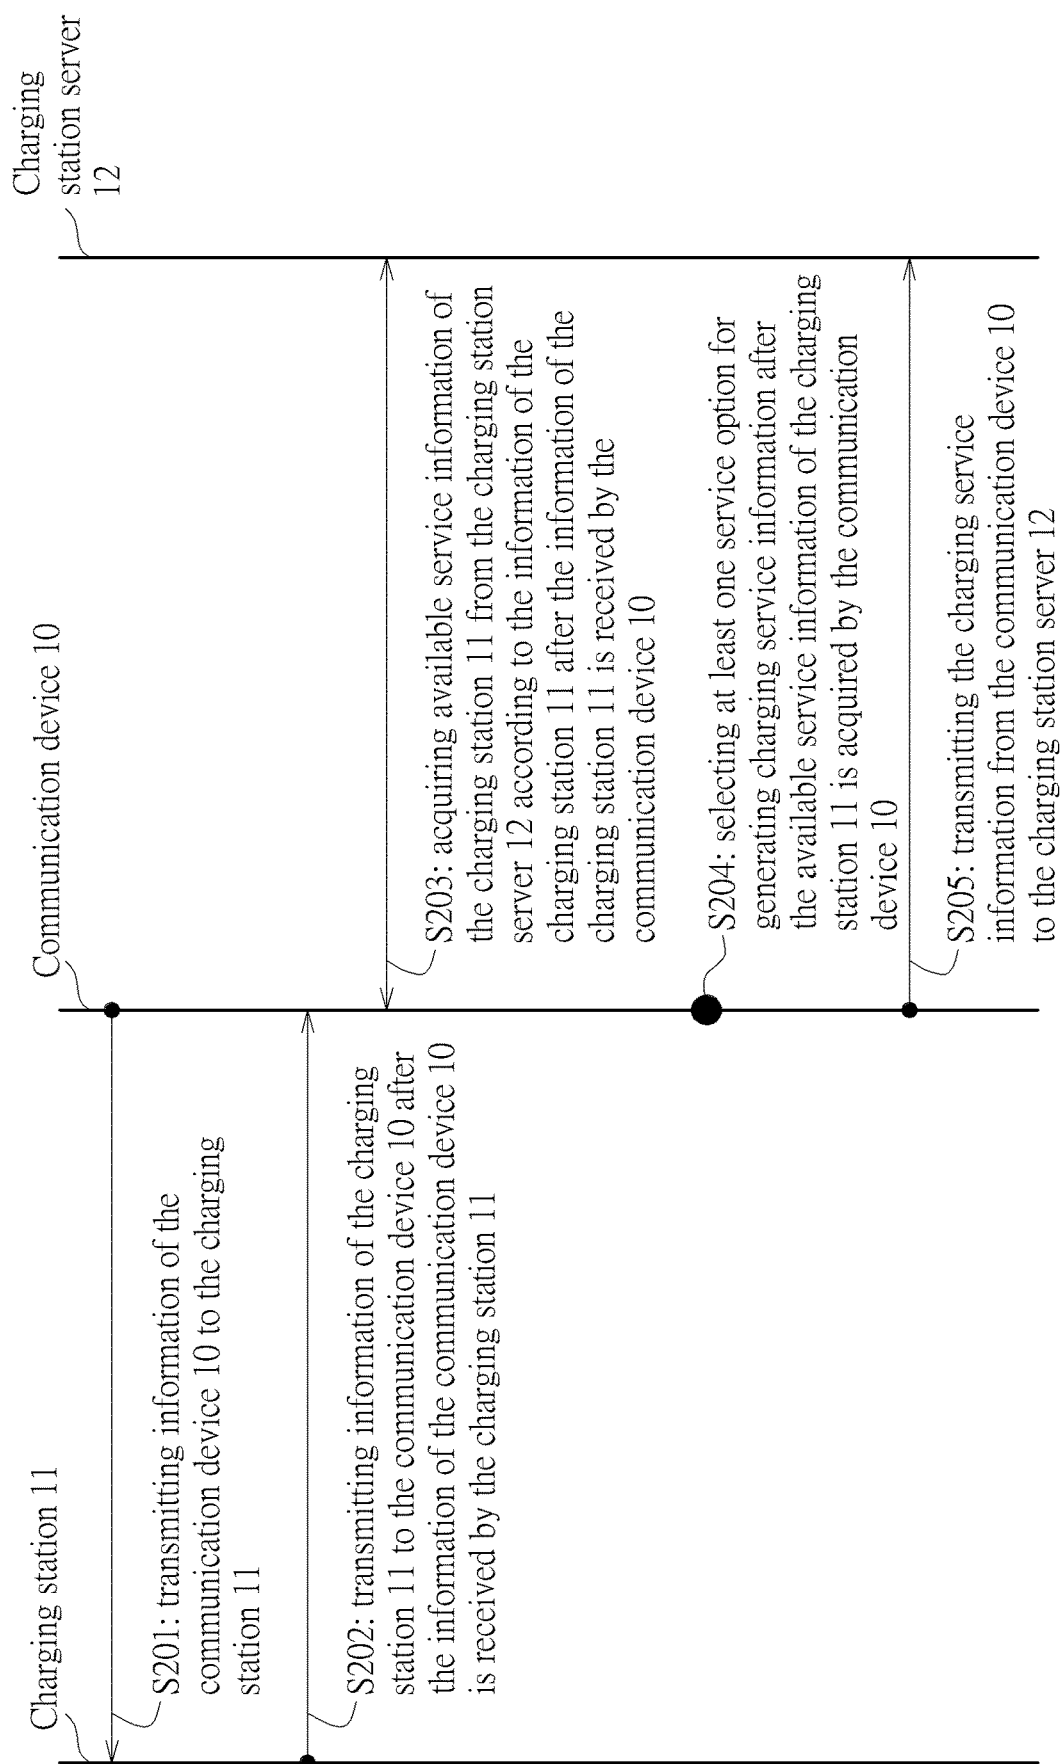 Charging station 11
Communication device 10
Charging
station server
12
S201: transmitting information of the
communication device 10 to the charging
station 11
S202: transmitting information of the charging
station 11 to the communication device 10 after
the information of the communication device 10
is received by the charging station 11
S203: acquiring available service information of
the charging station 11 from the charging station
server 12 according to the information of the
charging station 11 after the information of the
charging station 11 is received by the
communication device 10
S204: selecting at least one service option for
generating charging service information after
the available service information of the charging
station 11 is acquired by the communication
device 10
S205: transmitting the charging service
information from the communication device 10
to the charging station server 12